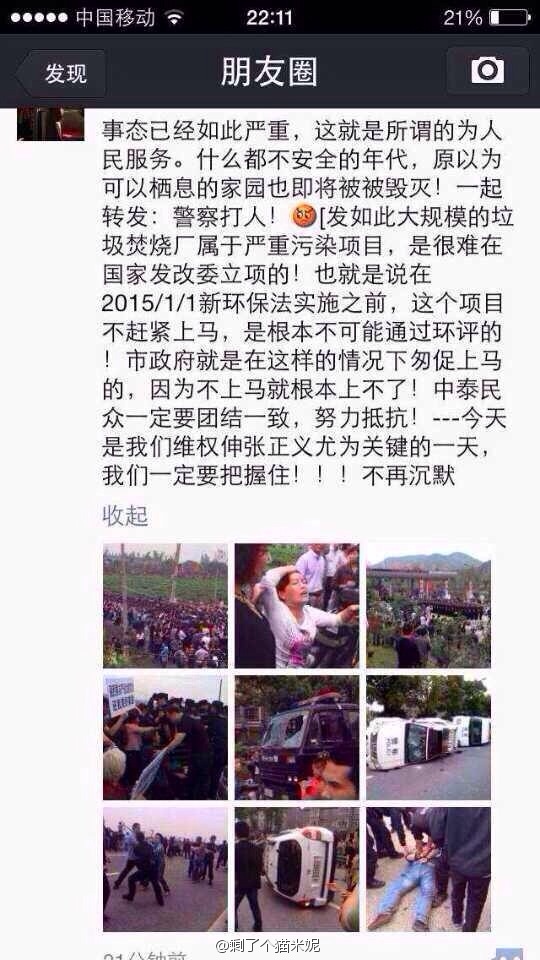 中国移动
22:11
21%
发现
朋友圈
事态已经如此严重，这就是所谓的为人
民服务。什么都不安全的年代，原以为
可以栖息的家园也即将被被毁灭！一起
转发：警察打人！😡[发如此大规模的垃
圾焚烧厂属于严重污染项目，是很难在
国家发改委立项的！也就是说在
2015/1/1新环保法实施之前，这个项目
不赶紧上马，是根本不可能通过环评的
！市政府就是在这样的情况下匆促上马
的，因为不上马就根本上不了！中泰民
众一定要团结一致，努力抵抗！---今天
是我们维权伸张正义尤为关键的一天，
我们一定要把握住！！！不再沉默
收起
21分钟前
@剩了个猫米妮